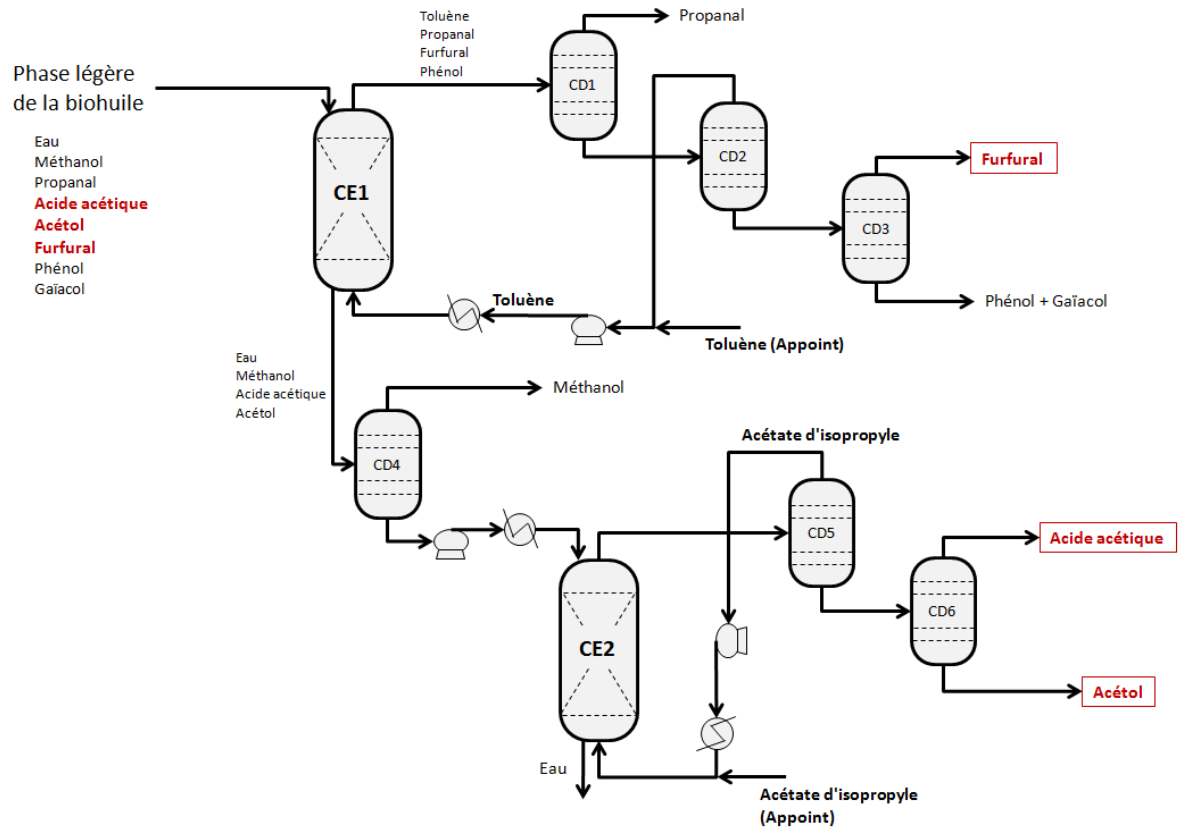 Toluène
Propanal
Furfural
Phénol
Propanal
Phase légère
de la biohuile
CD1
Eau
Méthanol
Propanal
Acide acétique
Acétol
Furfural
Phénol
Gaïacol
CE1
CD2
Furfural
CD3
Toluène
Phénol + Gaïacol
Toluène (Appoint)
Eau
Méthanol
Acide acétique
Acétol
Méthanol
CD4
Acétate d'isopropyle
CD5
Acide acétique
CD6
CE2
Acétol
Eau
Acétate d'isopropyle
(Appoint)